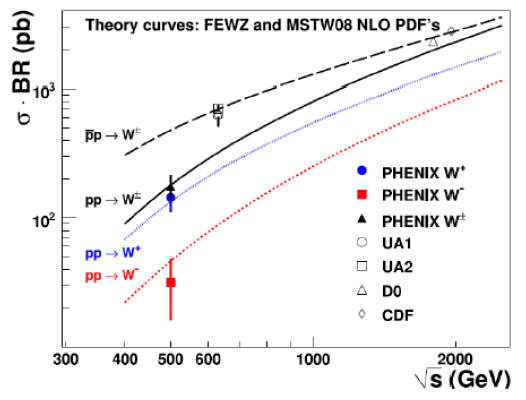 Theory curves: FEWZ and MSTW08 NLO PDF's
σ · BR (pb)
10³
10²
p̅p → W±
pp → W±
pp → W⁺
pp → W⁻
PHENIX W⁺
PHENIX W⁻
PHENIX W±
UA1
UA2
D0
CDF
300 400 500 600 1000 2000
√s (GeV)